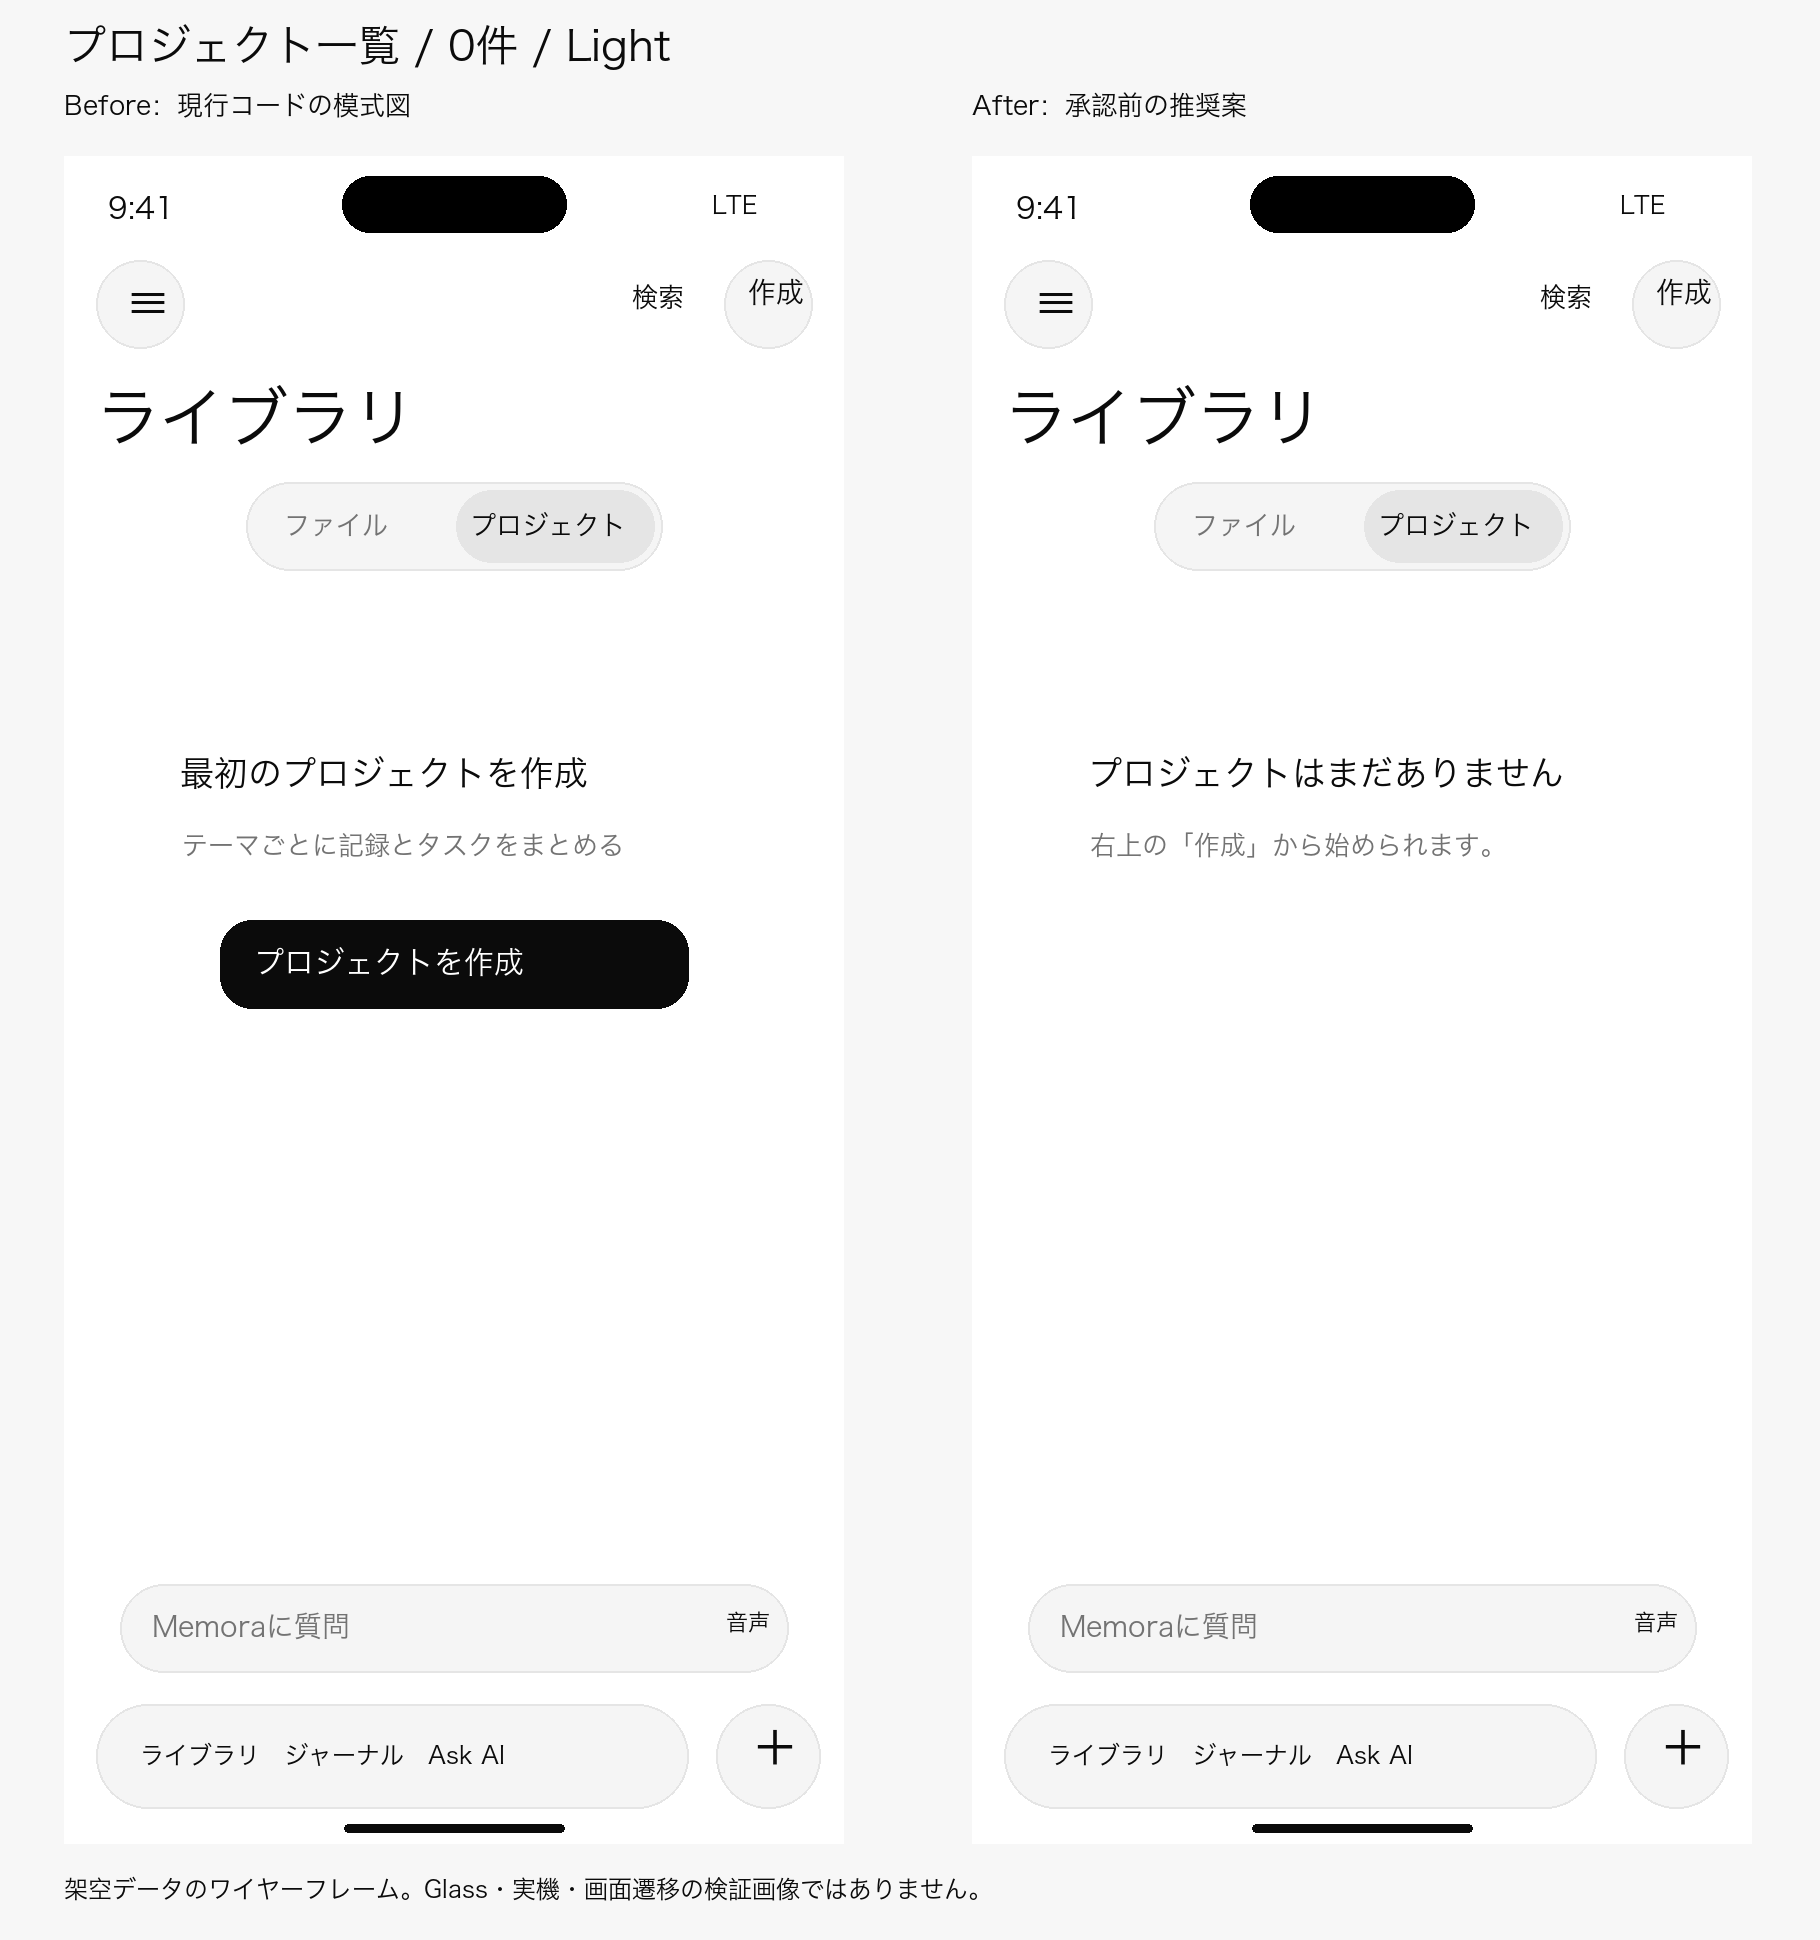 プロジェクト一覧 / 0件 / Light
Before: 現行コードの模式図
9:41
LTE
検索
作成
ライブラリ
ファイル
プロジェクト
最初のプロジェクトを作成
テーマごとに記録とタスクをまとめる
プロジェクトを作成
Memoraに質問
音声
ライブラリ ジャーナル Ask AI
+
After: 承認前の推奨案
9:41
LTE
検索
作成
ライブラリ
ファイル
プロジェクト
プロジェクトはまだありません
右上の「作成」から始められます。
Memoraに質問
音声
ライブラリ ジャーナル Ask AI
+
架空データのワイヤーフレーム。Glass・実機・画面遷移の検証画像ではありません。